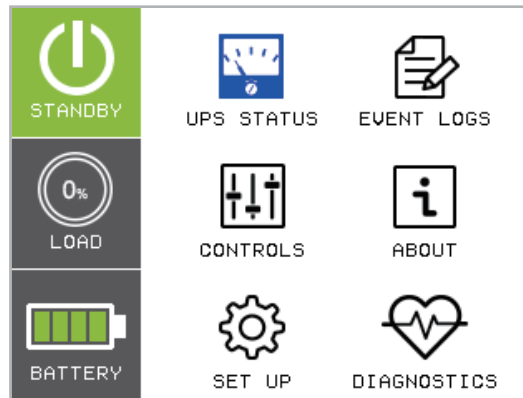 STANDBY
UPS STATUS
EVENT LOGS
0%
LOAD
CONTROLS
i
ABOUT
BATTERY
SET UP
DIAGNOSTICS